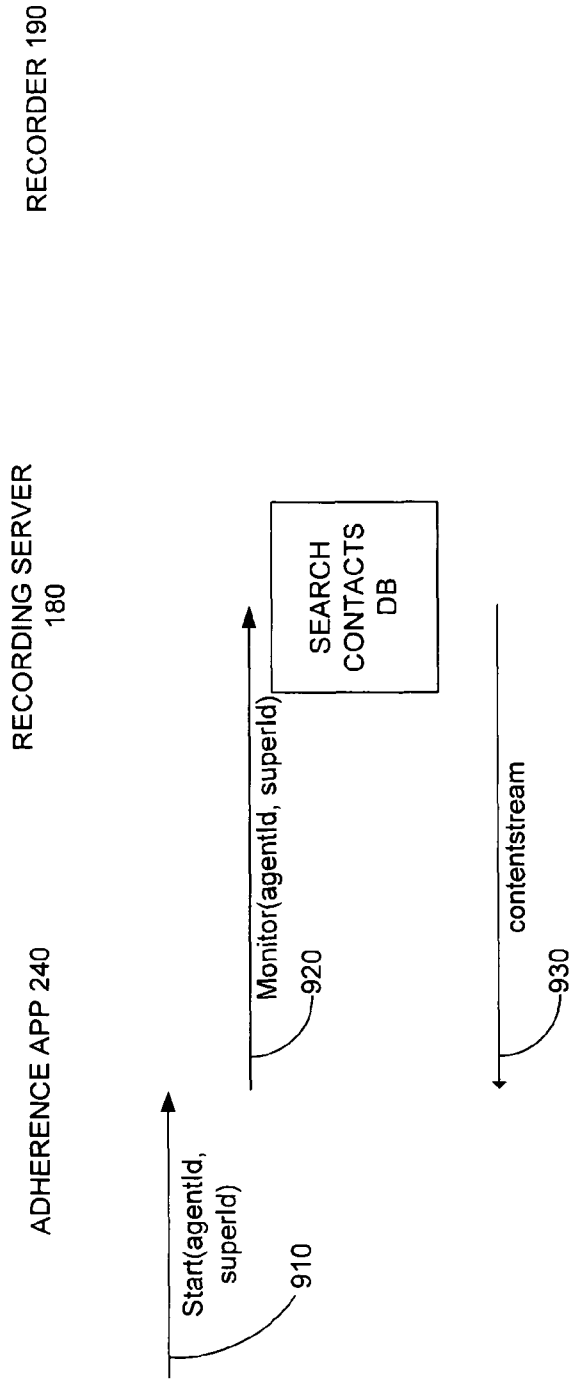 ADHERENCE APP 240
RECORDING SERVER
180
RECORDER 190
Start(agentId,
superId)
910
Monitor(agentId, superId)
920
SEARCH
CONTACTS
DB
contentstream
930